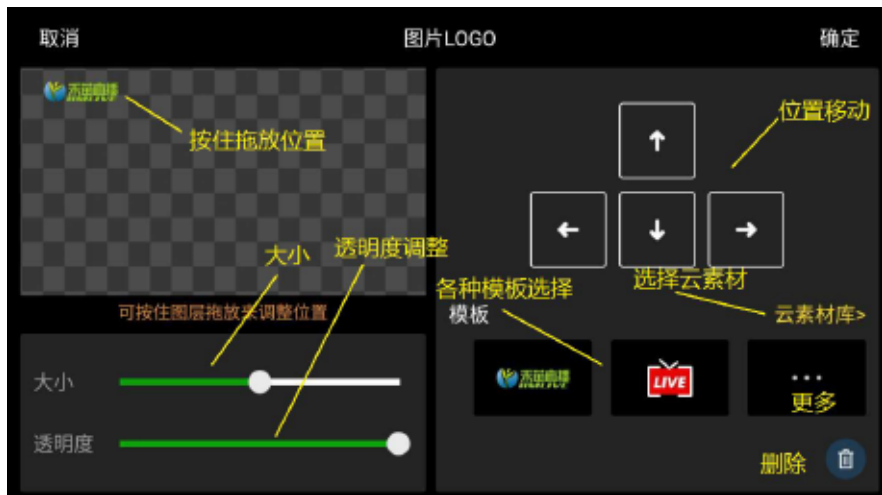 取消
图片LOGO
确定
按住拖放位置
位置移动
大小
透明度调整
可按住图层拖放来调整位置
各种模板选择
选择云素材
模板
云素材库>
大小
透明度
LIVE
...
更多
删除